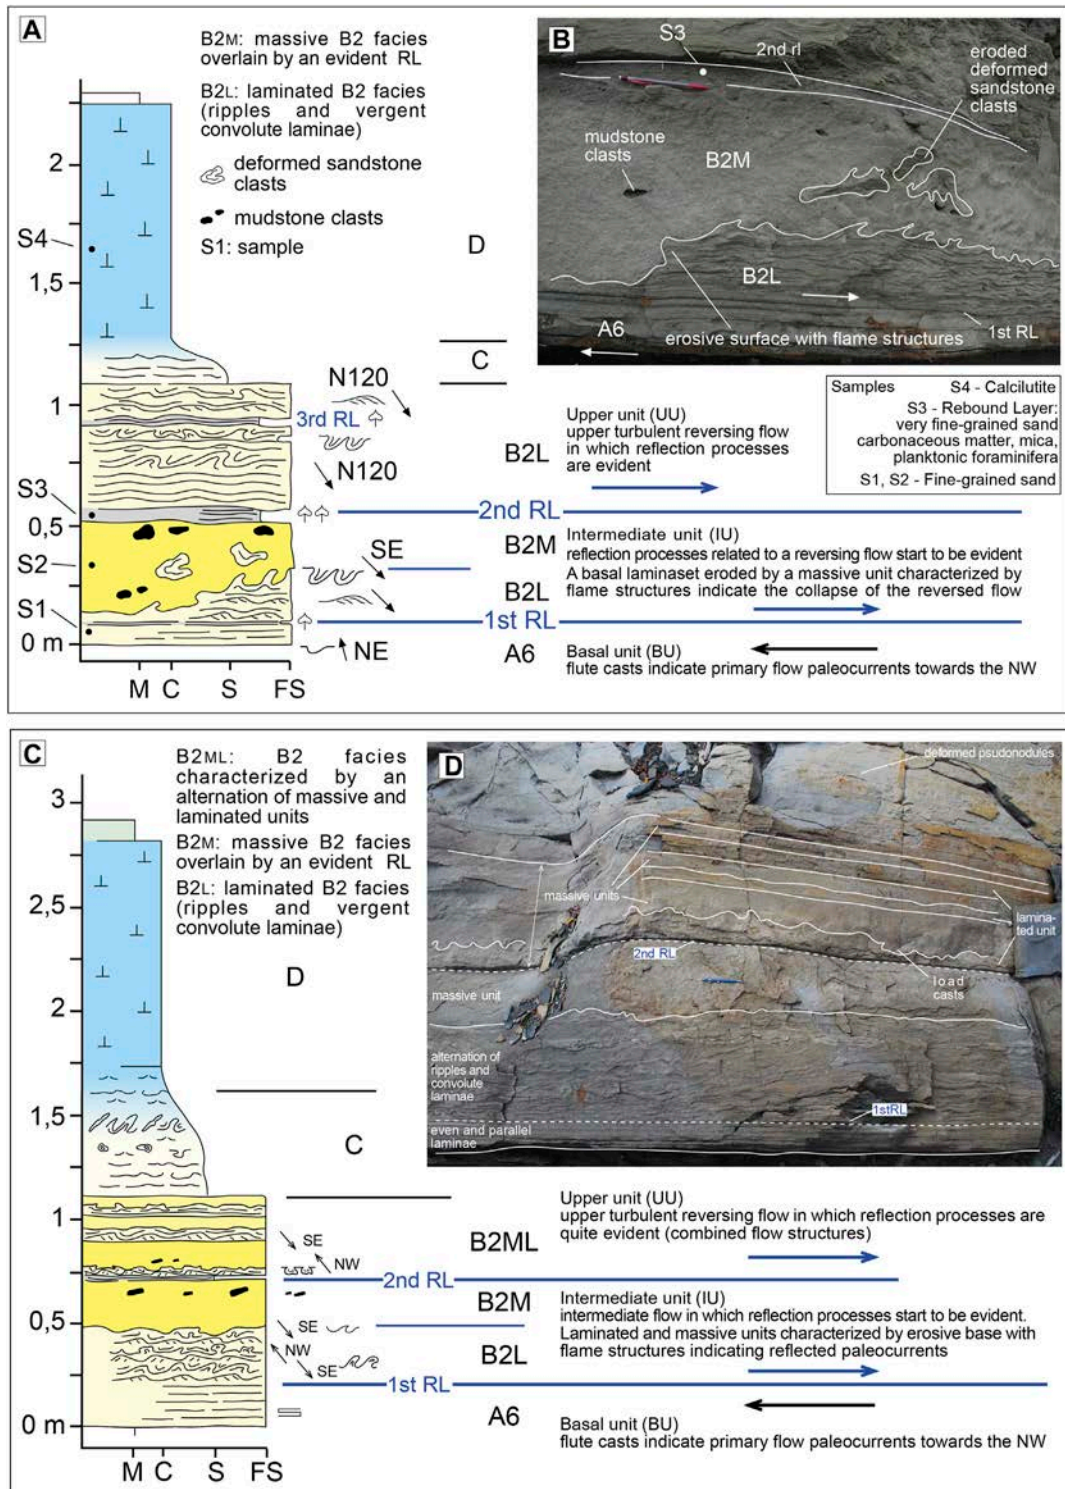 A
B2M: massive B2 facies
overlain by an evident RL
B2L: laminated B2 facies
(ripples and vergent
convolute laminae)
deformed sandstone
clasts
mudstone clasts
S1: sample
2
1,5
1
0,5
0 m
S4
S3
S2
S1
M C S FS
D
C
N120
3rd RL
N120
B2L
Upper unit (UU)
upper turbulent reversing flow
in which reflection processes
are evident
2nd RL
SE
B2M
Intermediate unit (IU)
reflection processes related to a reversing flow start to be evident
A basal laminaset eroded by a massive unit characterized by
flame structures indicate the collapse of the reversed flow
B2L
1st RL
NE
A6
Basal unit (BU)
flute casts indicate primary flow paleocurrents towards the NW
B
S3
2nd rl
eroded
deformed
sandstone
clasts
mudstone
clasts
B2M
B2L
A6
1st RL
erosive surface with flame structures
Samples S4 - Calcilutite
S3 - Rebound Layer:
very fine-grained sand
carbonaceous matter, mica,
planktonic foraminifera
S1, S2 - Fine-grained sand
C
B2ML: B2 facies
characterized by an
alternation of massive and
laminated units
B2M: massive B2 facies
overlain by an evident RL
B2L: laminated B2 facies
(ripples and vergent
convolute laminae)
3
2,5
2
1,5
1
0,5
0 m
M C S FS
D
C
SE
NW
B2ML
Upper unit (UU)
upper turbulent reversing flow in which reflection processes are
quite evident (combined flow structures)
2nd RL
B2M
Intermediate unit (IU)
intermediate flow in which reflection processes start to be evident.
Laminated and massive units characterized by erosive base with
flame structures indicating reflected paleocurrents
SE
NW
SE
B2L
1st RL
A6
Basal unit (BU)
flute casts indicate primary flow paleocurrents towards the NW
D
deformed psudonodules
massive units
lamina-
ted unit
2nd RL
load
casts
massive unit
alternation of
ripples and
convolute
laminae
1stRL
even and parallel
laminae